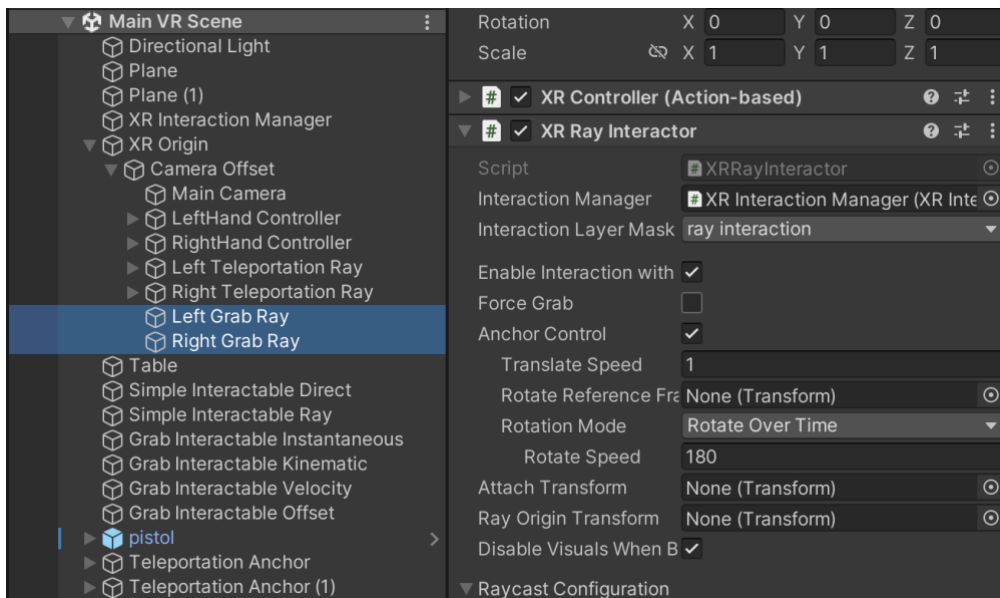 Main VR Scene
Directional Light
Plane
Plane (1)
XR Interaction Manager
XR Origin
Camera Offset
Main Camera
LeftHand Controller
RightHand Controller
Left Teleportation Ray
Right Teleportation Ray
Left Grab Ray
Right Grab Ray
Table
Simple Interactable Direct
Simple Interactable Ray
Grab Interactable Instantaneous
Grab Interactable Kinematic
Grab Interactable Velocity
Grab Interactable Offset
pistol
Teleportation Anchor
Teleportation Anchor (1)
Rotation X 0 Y 0 Z 0
Scale X 1 Y 1 Z 1
# XR Controller (Action-based)
# XR Ray Interactor
Script # XRRayInteractor
Interaction Manager # XR Interaction Manager (XR Inte
Interaction Layer Mask ray interaction
Enable Interaction with
Force Grab
Anchor Control
Translate Speed 1
Rotate Reference Fra None (Transform)
Rotation Mode Rotate Over Time
Rotate Speed 180
Attach Transform None (Transform)
Ray Origin Transform None (Transform)
Disable Visuals When B
Raycast Configuration